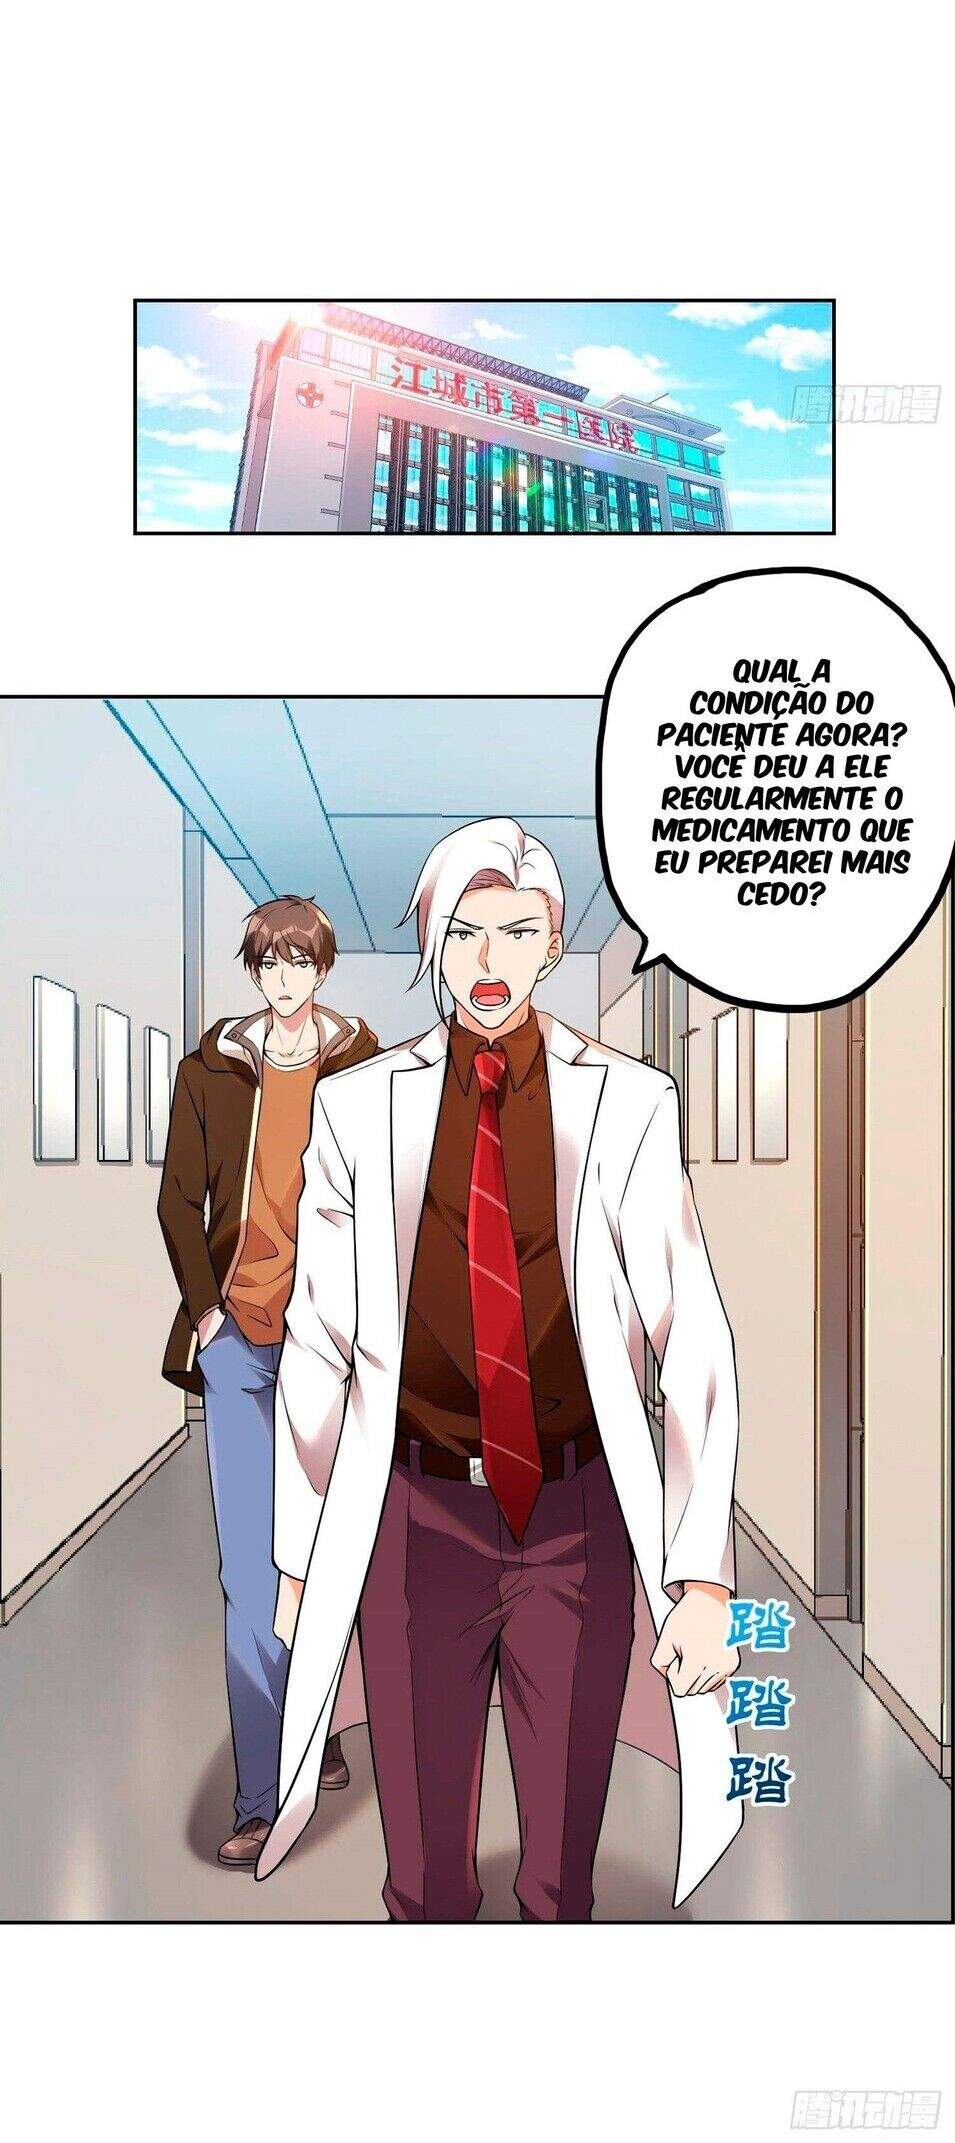 腾讯动漫
江城市第一医院
QUAL A
CONDIÇÃO DO
PACIENTE AGORA?
VOCÊ DEU A ELE
REGULARMENTE O
MEDICAMENTO QUE
EU PREPAREI MAIS
CEDO?
踏
踏
踏
腾讯动漫